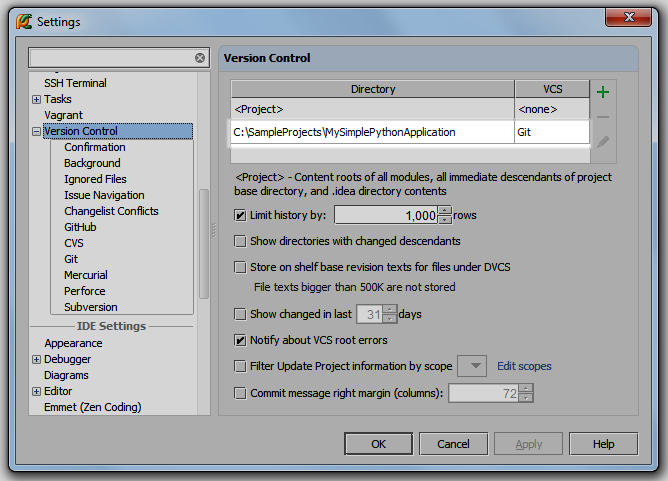 Settings
SSH Terminal
Tasks
Vagrant
Version Control
Confirmation
Background
Ignored Files
Issue Navigation
Changelist Conflicts
GitHub
CVS
Git
Mercurial
Perforce
Subversion
IDE Settings
Appearance
Debugger
Diagrams
Editor
Emmet (Zen Coding)
Version Control
Directory VCS
<Project> <none>
C:\SampleProjects\MySimplePythonApplication Git
<Project> - Content roots of all modules, all immediate descendants of project
base directory, and .idea directory contents
Limit history by: 1,000 rows
Show directories with changed descendants
Store on shelf base revision texts for files under DVCS
File texts bigger than 500K are not stored
Show changed in last 31 days
Notify about VCS root errors
Filter Update Project information by scope Edit scopes
Commit message right margin (columns): 72
OK Cancel Apply Help